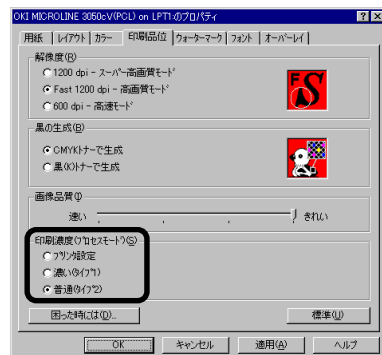 OKI MICROLINE 3050cV(PCL) on LPT1:のプロパティ
用紙 レイアウト カラー 印刷品位 ウォーターマーク フォント オーバーレイ
解像度(R)
1200 dpi - スーパー高画質モード
Fast 1200 dpi - 高画質モード
600 dpi - 高速モード
黒の生成(B)
CMYKトナーで生成
黒(K)トナーで生成
画像品質(I)
速い きれい
印刷濃度(プロセスモード)(S)
プリンタ設定
濃い(タイプ1)
普通(タイプ2)
困った時には(D)... 標準(U)
OK キャンセル 適用(A) ヘルプ